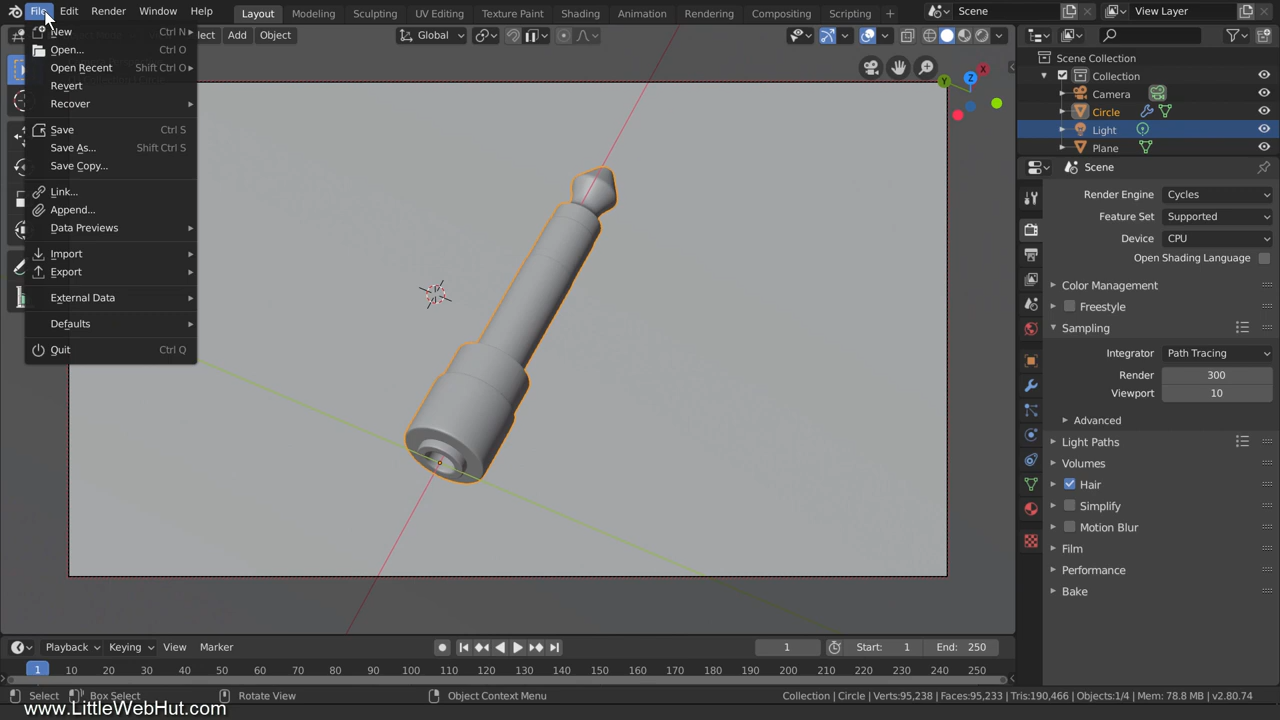 File Edit Render Window Help Layout Modeling Sculpting UV Editing Texture Paint Shading Animation Rendering Compositing Scripting Scene View Layer
New Ctrl N
Open... Ctrl O
Open Recent Shift Ctrl O
Revert
Recover
Save Ctrl S
Save As... Shift Ctrl S
Save Copy...
Link...
Append...
Data Previews
Import
Export
External Data
Defaults
Quit Ctrl Q
Add Object Global
X
Y
Z
Scene Collection
Collection
Camera
Circle
Light
Plane
Scene
Render Engine Cycles
Feature Set Supported
Device CPU
Open Shading Language
Color Management
Freestyle
Sampling
Integrator Path Tracing
Render 300
Viewport 10
Advanced
Light Paths
Volumes
Hair
Simplify
Motion Blur
Film
Performance
Bake
Playback Keying View Marker 1 Start: 1 End: 250
1 10 20 30 40 50 60 70 80 90 100 110 120 130 140 150 160 170 180 190 200 210 220 230 240 250
Select Box Select Rotate View Object Context Menu Collection | Circle | Verts:95,238 | Faces:95,233 | Tris:190,466 | Objects:1/4 | Mem: 78.8 MB | v2.80.74
www.LittleWebHut.com